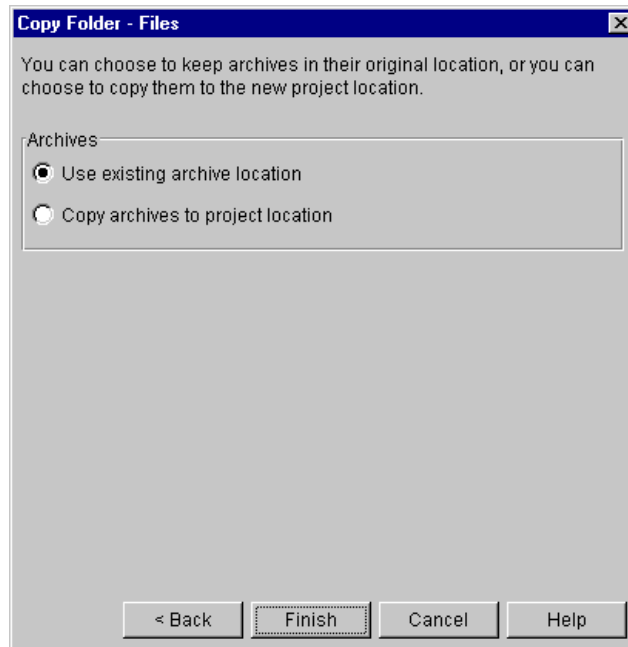 Copy Folder - Files
You can choose to keep archives in their original location, or you can
choose to copy them to the new project location.
Archives
Use existing archive location
Copy archives to project location
< Back
Finish
Cancel
Help